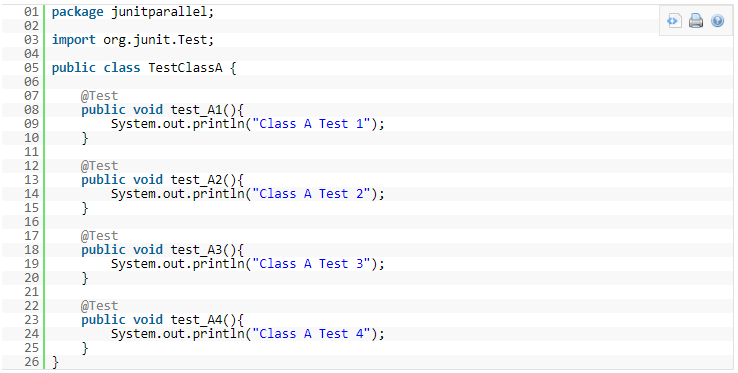 01 package junitparallel;
02
03 import org.junit.Test;
04
05 public class TestClassA {
06
07     @Test
08     public void test_A1(){
09         System.out.println("Class A Test 1");
10     }
11
12     @Test
13     public void test_A2(){
14         System.out.println("Class A Test 2");
15     }
16
17     @Test
18     public void test_A3(){
19         System.out.println("Class A Test 3");
20     }
21
22     @Test
23     public void test_A4(){
24         System.out.println("Class A Test 4");
25     }
26 }